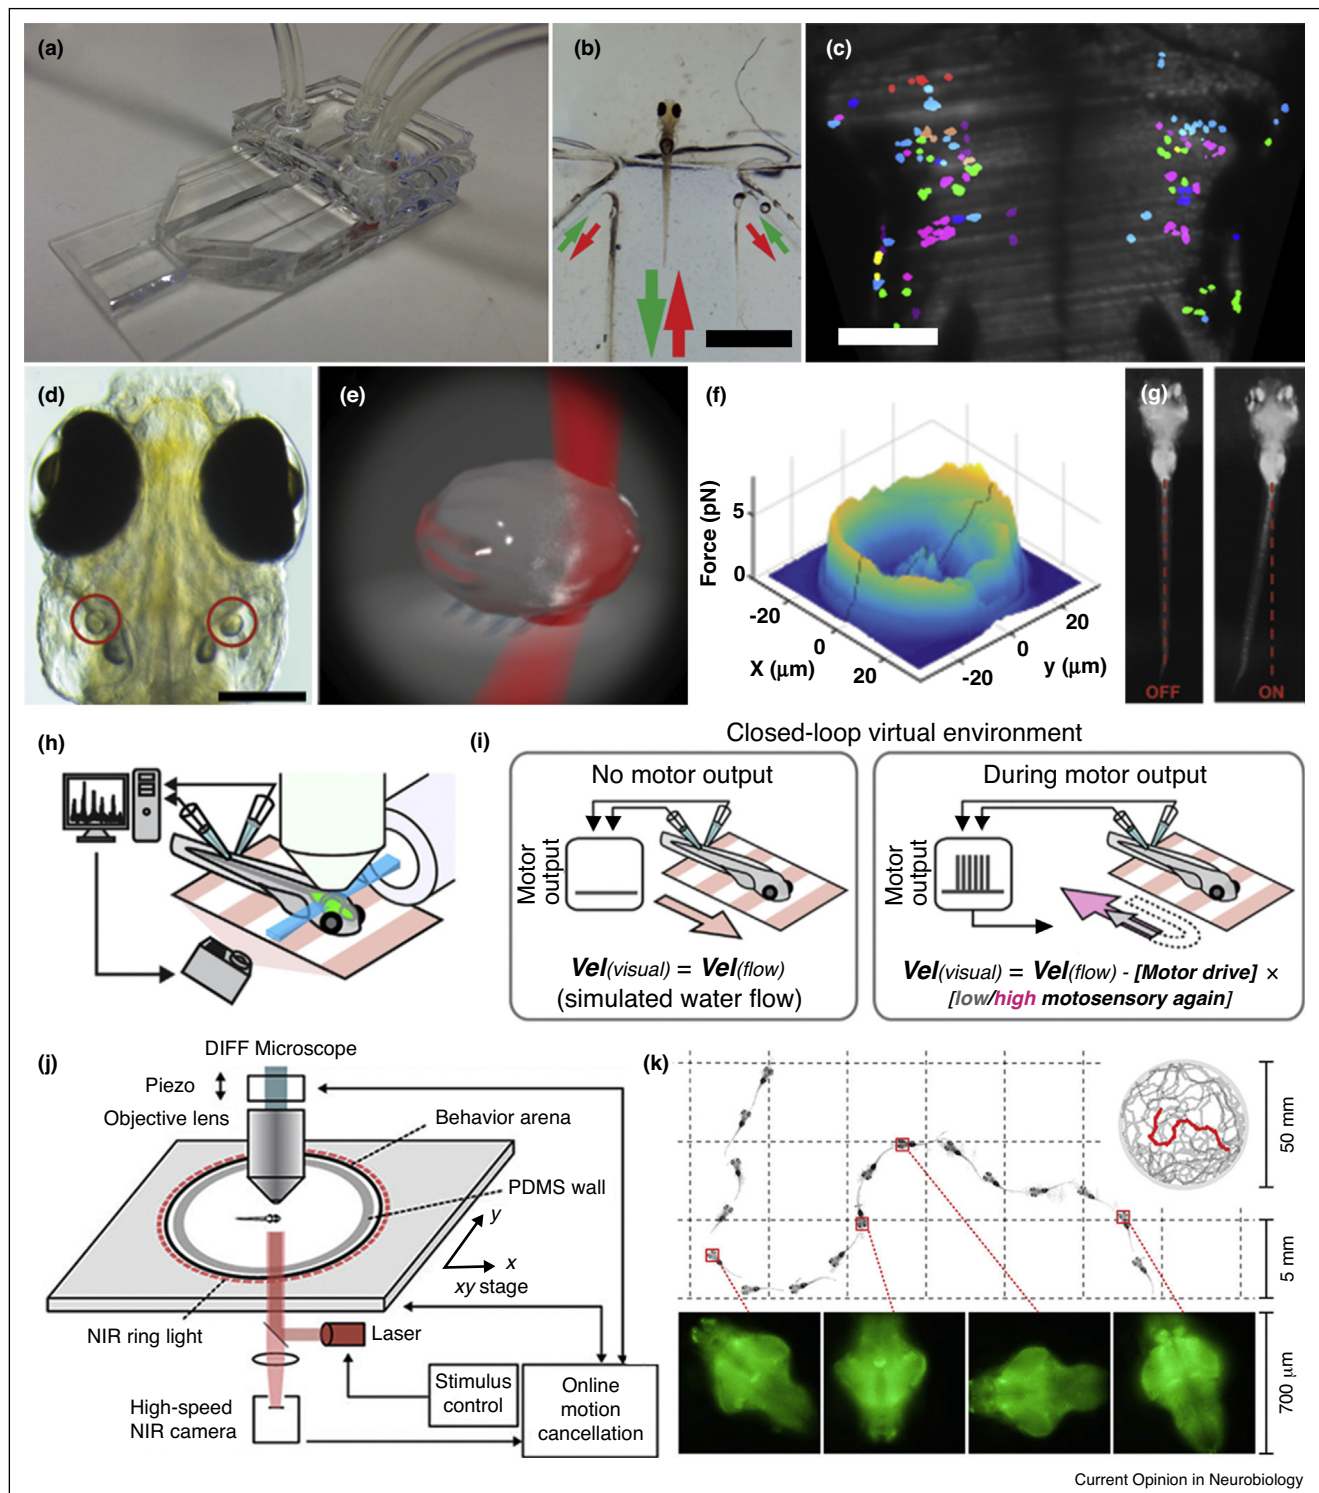 (a)
(b)
(c)
(d)
(e)
(f)
Force (pN)
5
0
-20
0
20
X (μm)
-20
0
20
y (μm)
(g)
OFF
ON
(h)
(i)
Closed-loop virtual environment
No motor output
Motor
output
Vel(visual) = Vel(flow)
(simulated water flow)
During motor output
Motor
output
Vel(visual) = Vel(flow) - [Motor drive] ×
[low/high motosensory again]
(j)
DIFF Microscope
Piezo
Objective lens
Behavior arena
PDMS wall
y
x
xy stage
NIR ring light
Laser
High-speed
NIR camera
Stimulus
control
Online
motion
cancellation
(k)
50 mm
5 mm
700 μm
Current Opinion in Neurobiology